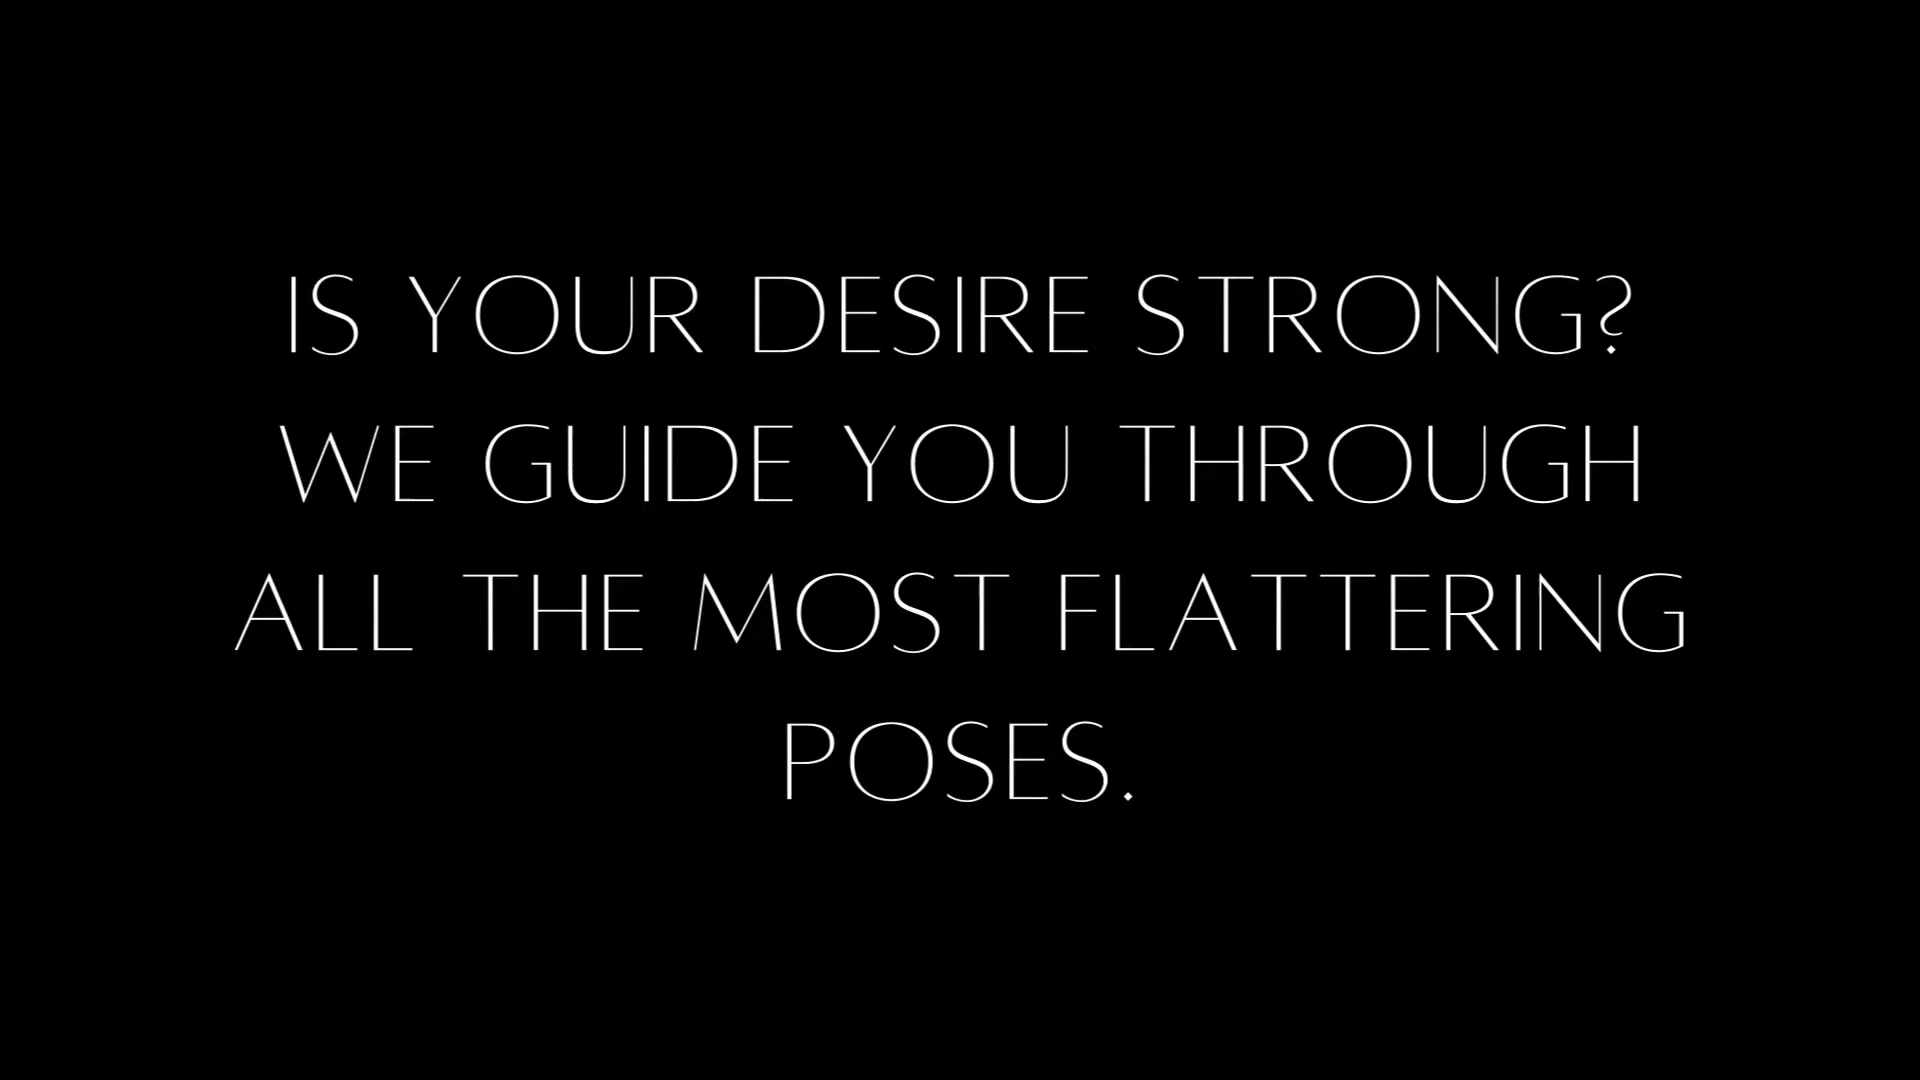 IS YOUR DESIRE STRONG?
WE GUIDE YOU THROUGH
ALL THE MOST FLATTERING
POSES.